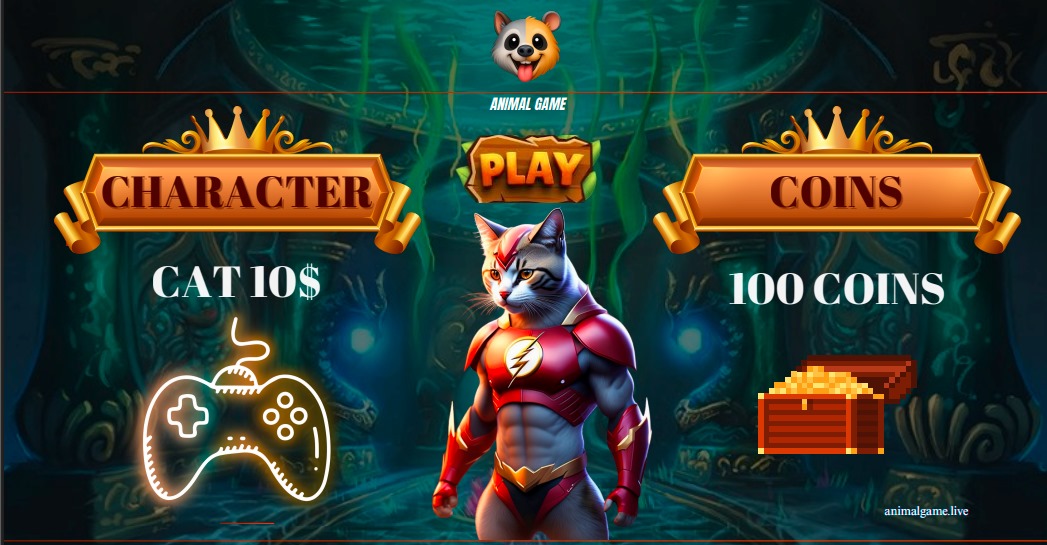 ANIMAL GAME
PLAY
CHARACTER
COINS
CAT 10$
100 COINS
animalgame.live